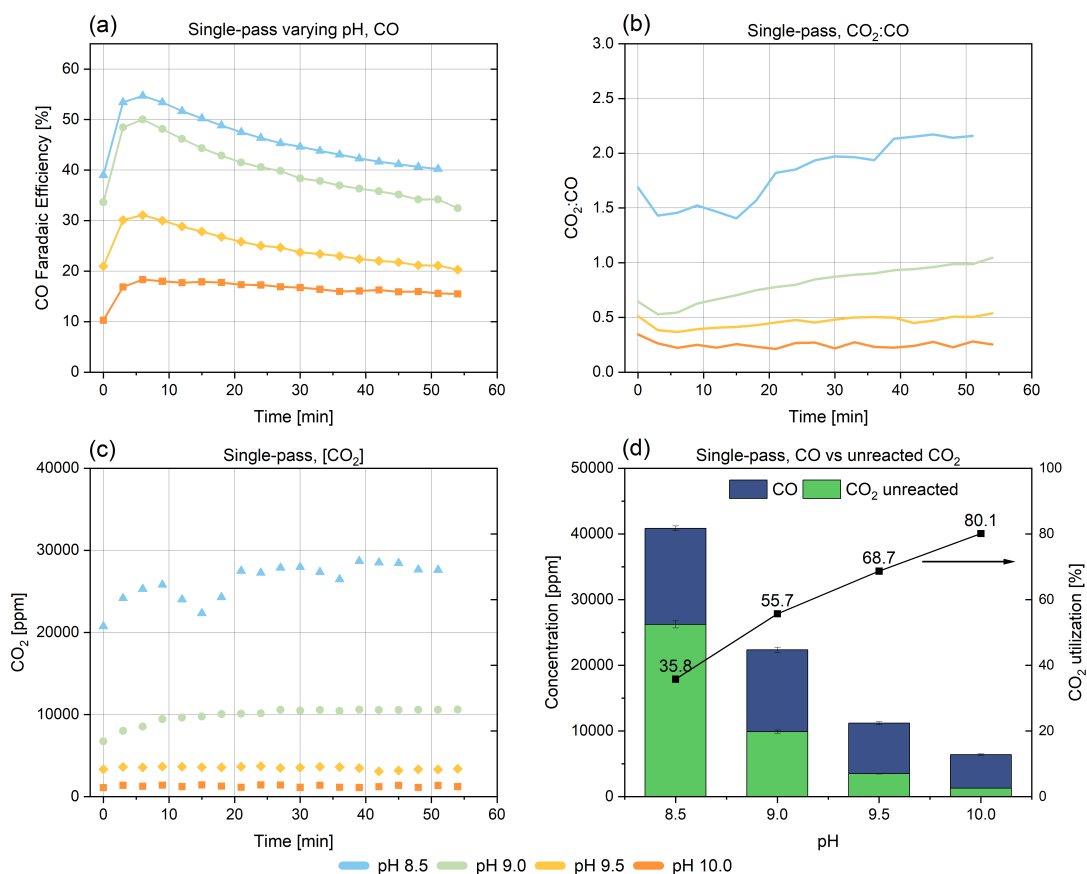 (a)
Single-pass varying pH, CO
CO Faradaic Efficiency [%]
60
50
40
30
20
10
0
0 10 20 30 40 50 60
Time [min]
(b)
Single-pass, CO₂:CO
CO₂:CO
3.0
2.5
2.0
1.5
1.0
0.5
0.0
0 10 20 30 40 50 60
Time [min]
(c)
Single-pass, [CO₂]
CO₂ [ppm]
40000
30000
20000
10000
0
0 10 20 30 40 50 60
Time [min]
(d)
Single-pass, CO vs unreacted CO₂
CO CO₂ unreacted
Concentration [ppm]
50000
40000
30000
20000
10000
0
35.8
55.7
68.7
80.1
100
80
60
40
20
0
CO₂ utilization [%]
8.5 9.0 9.5 10.0
pH
pH 8.5 pH 9.0 pH 9.5 pH 10.0